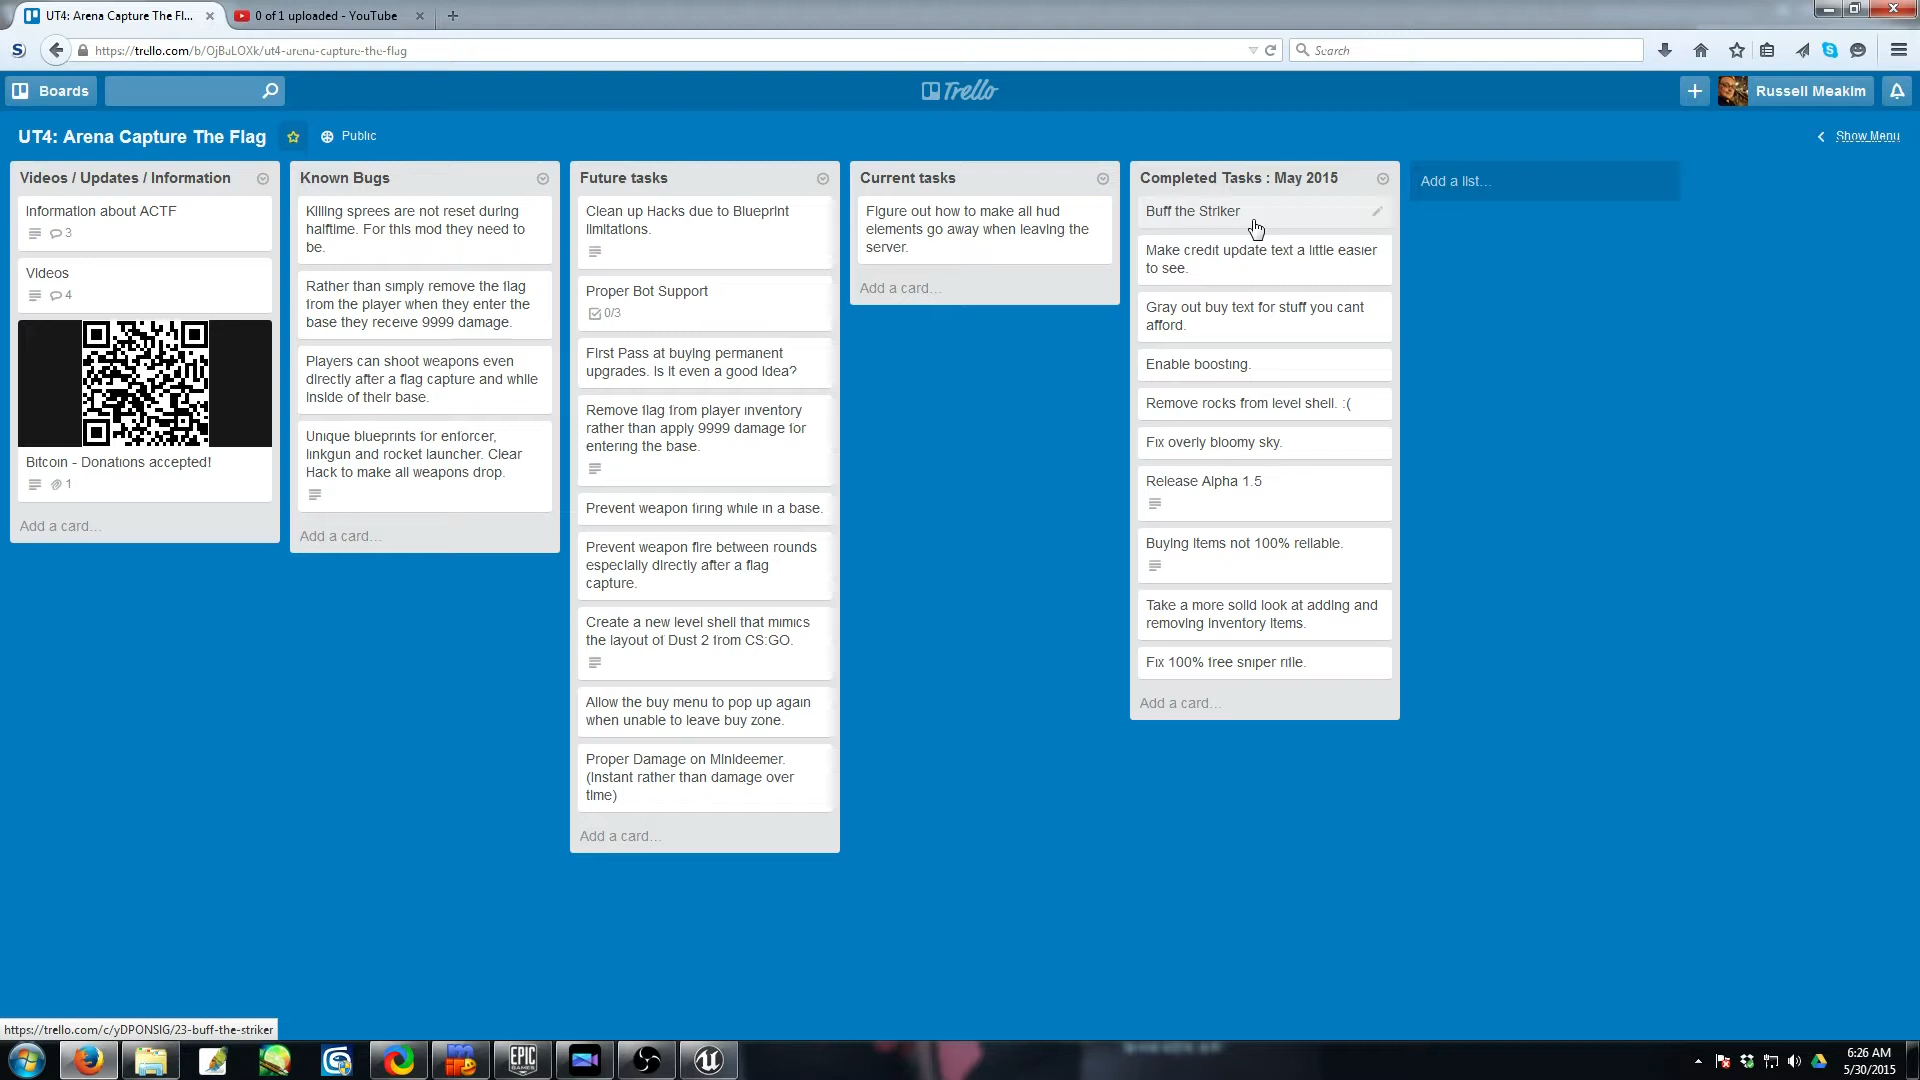 UT4: Arena Capture The Fl...
0 of 1 uploaded - YouTube
https://trello.com/b/OjBaLOXk/ut4-arena-capture-the-flag
Search
Boards
Trello
Russell Meakim
UT4: Arena Capture The Flag
Public
Show Menu
Videos / Updates / Information
Information about ACTF
3
Videos
4
Bitcoin - Donations accepted!
1
Add a card...
Known Bugs
Killing sprees are not reset during
halftime. For this mod they need to
be.
Rather than simply remove the flag
from the player when they enter the
base they receive 9999 damage.
Players can shoot weapons even
directly after a flag capture and while
inside of their base.
Unique blueprints for enforcer,
linkgun and rocket launcher. Clear
Hack to make all weapons drop.
Add a card...
Future tasks
Clean up Hacks due to Blueprint
limitations.
Proper Bot Support
0/3
First Pass at buying permanent
upgrades. Is it even a good idea?
Remove flag from player inventory
rather than apply 9999 damage for
entering the base.
Prevent weapon firing while in a base.
Prevent weapon fire between rounds
especially directly after a flag
capture.
Create a new level shell that mimics
the layout of Dust 2 from CS:GO.
Allow the buy menu to pop up again
when unable to leave buy zone.
Proper Damage on Minideemer.
(Instant rather than damage over
time)
Add a card...
Current tasks
Figure out how to make all hud
elements go away when leaving the
server.
Add a card...
Completed Tasks : May 2015
Buff the Striker
Make credit update text a little easier
to see.
Gray out buy text for stuff you cant
afford.
Enable boosting.
Remove rocks from level shell. :(
Fix overly bloomy sky.
Release Alpha 1.5
Buying items not 100% reliable.
Take a more solid look at adding and
removing inventory items.
Fix 100% free sniper rifle.
Add a card...
Add a list...
https://trello.com/c/yDPONSIG/23-buff-the-striker
EPIC
GAMES
6:26 AM
5/30/2015